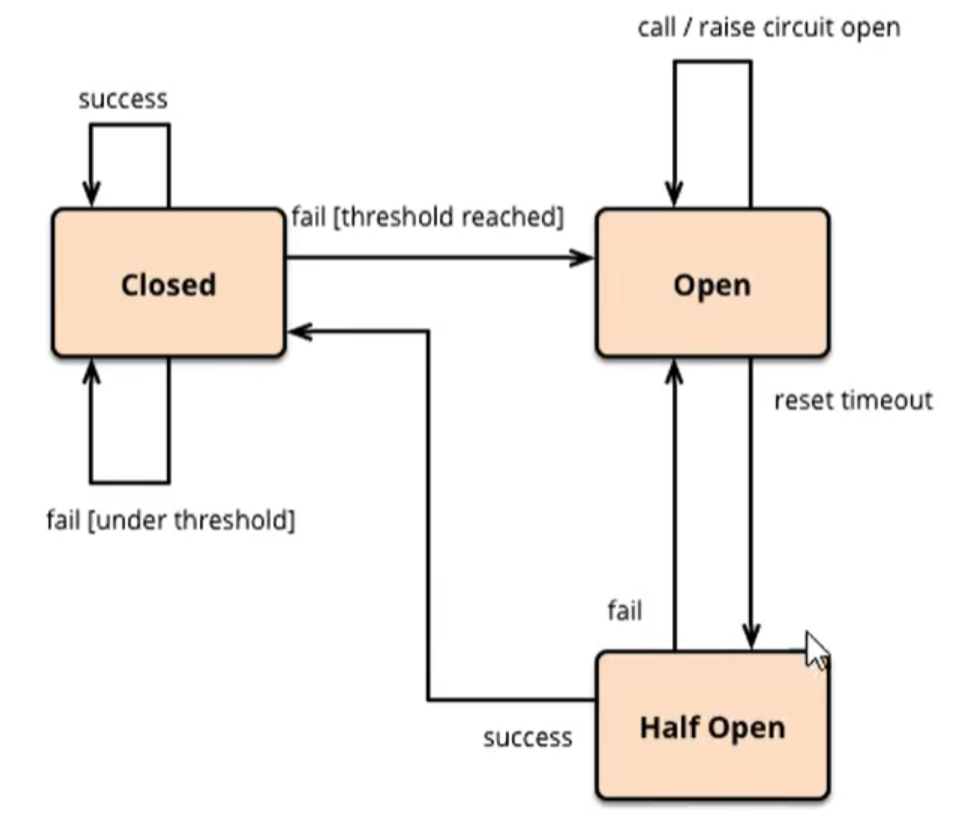 call / raise circuit open
success
fail [threshold reached]
Closed
Open
reset timeout
fail [under threshold]
fail
Half Open
success